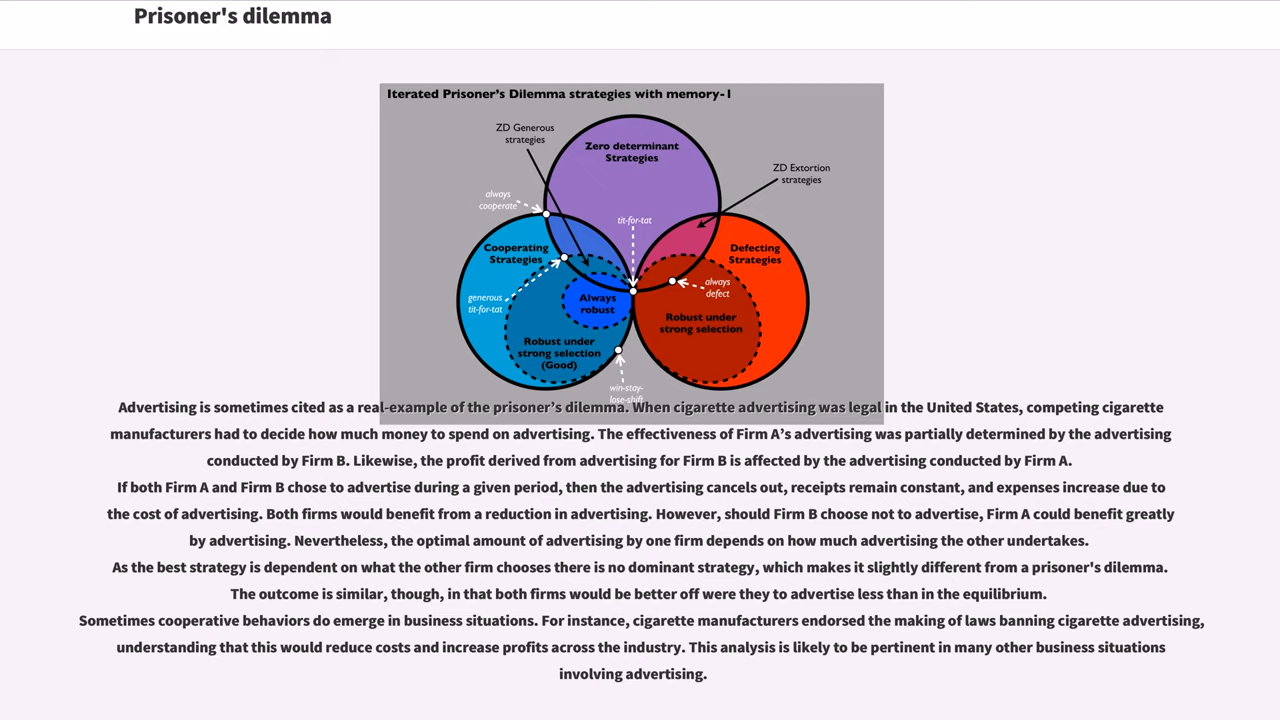 Prisoner's dilemma
Iterated Prisoner's Dilemma strategies with memory-1
ZD Generous
strategies
Zero determinant
Strategies
ZD Extortion
strategies
always
cooperate
tit-for-tat
Cooperating
Strategies
Defecting
Strategies
generous
tit-for-tat
Always
robust
always
defect
Robust under
strong selection
Robust under
strong selection
(Good)
win-stay-
lose-shift
Advertising is sometimes cited as a real-example of the prisoner’s dilemma. When cigarette advertising was legal in the United States, competing cigarette
manufacturers had to decide how much money to spend on advertising. The effectiveness of Firm A’s advertising was partially determined by the advertising
conducted by Firm B. Likewise, the profit derived from advertising for Firm B is affected by the advertising conducted by Firm A.
If both Firm A and Firm B chose to advertise during a given period, then the advertising cancels out, receipts remain constant, and expenses increase due to
the cost of advertising. Both firms would benefit from a reduction in advertising. However, should Firm B choose not to advertise, Firm A could benefit greatly
by advertising. Nevertheless, the optimal amount of advertising by one firm depends on how much advertising the other undertakes.
As the best strategy is dependent on what the other firm chooses there is no dominant strategy, which makes it slightly different from a prisoner's dilemma.
The outcome is similar, though, in that both firms would be better off were they to advertise less than in the equilibrium.
Sometimes cooperative behaviors do emerge in business situations. For instance, cigarette manufacturers endorsed the making of laws banning cigarette advertising,
understanding that this would reduce costs and increase profits across the industry. This analysis is likely to be pertinent in many other business situations
involving advertising.